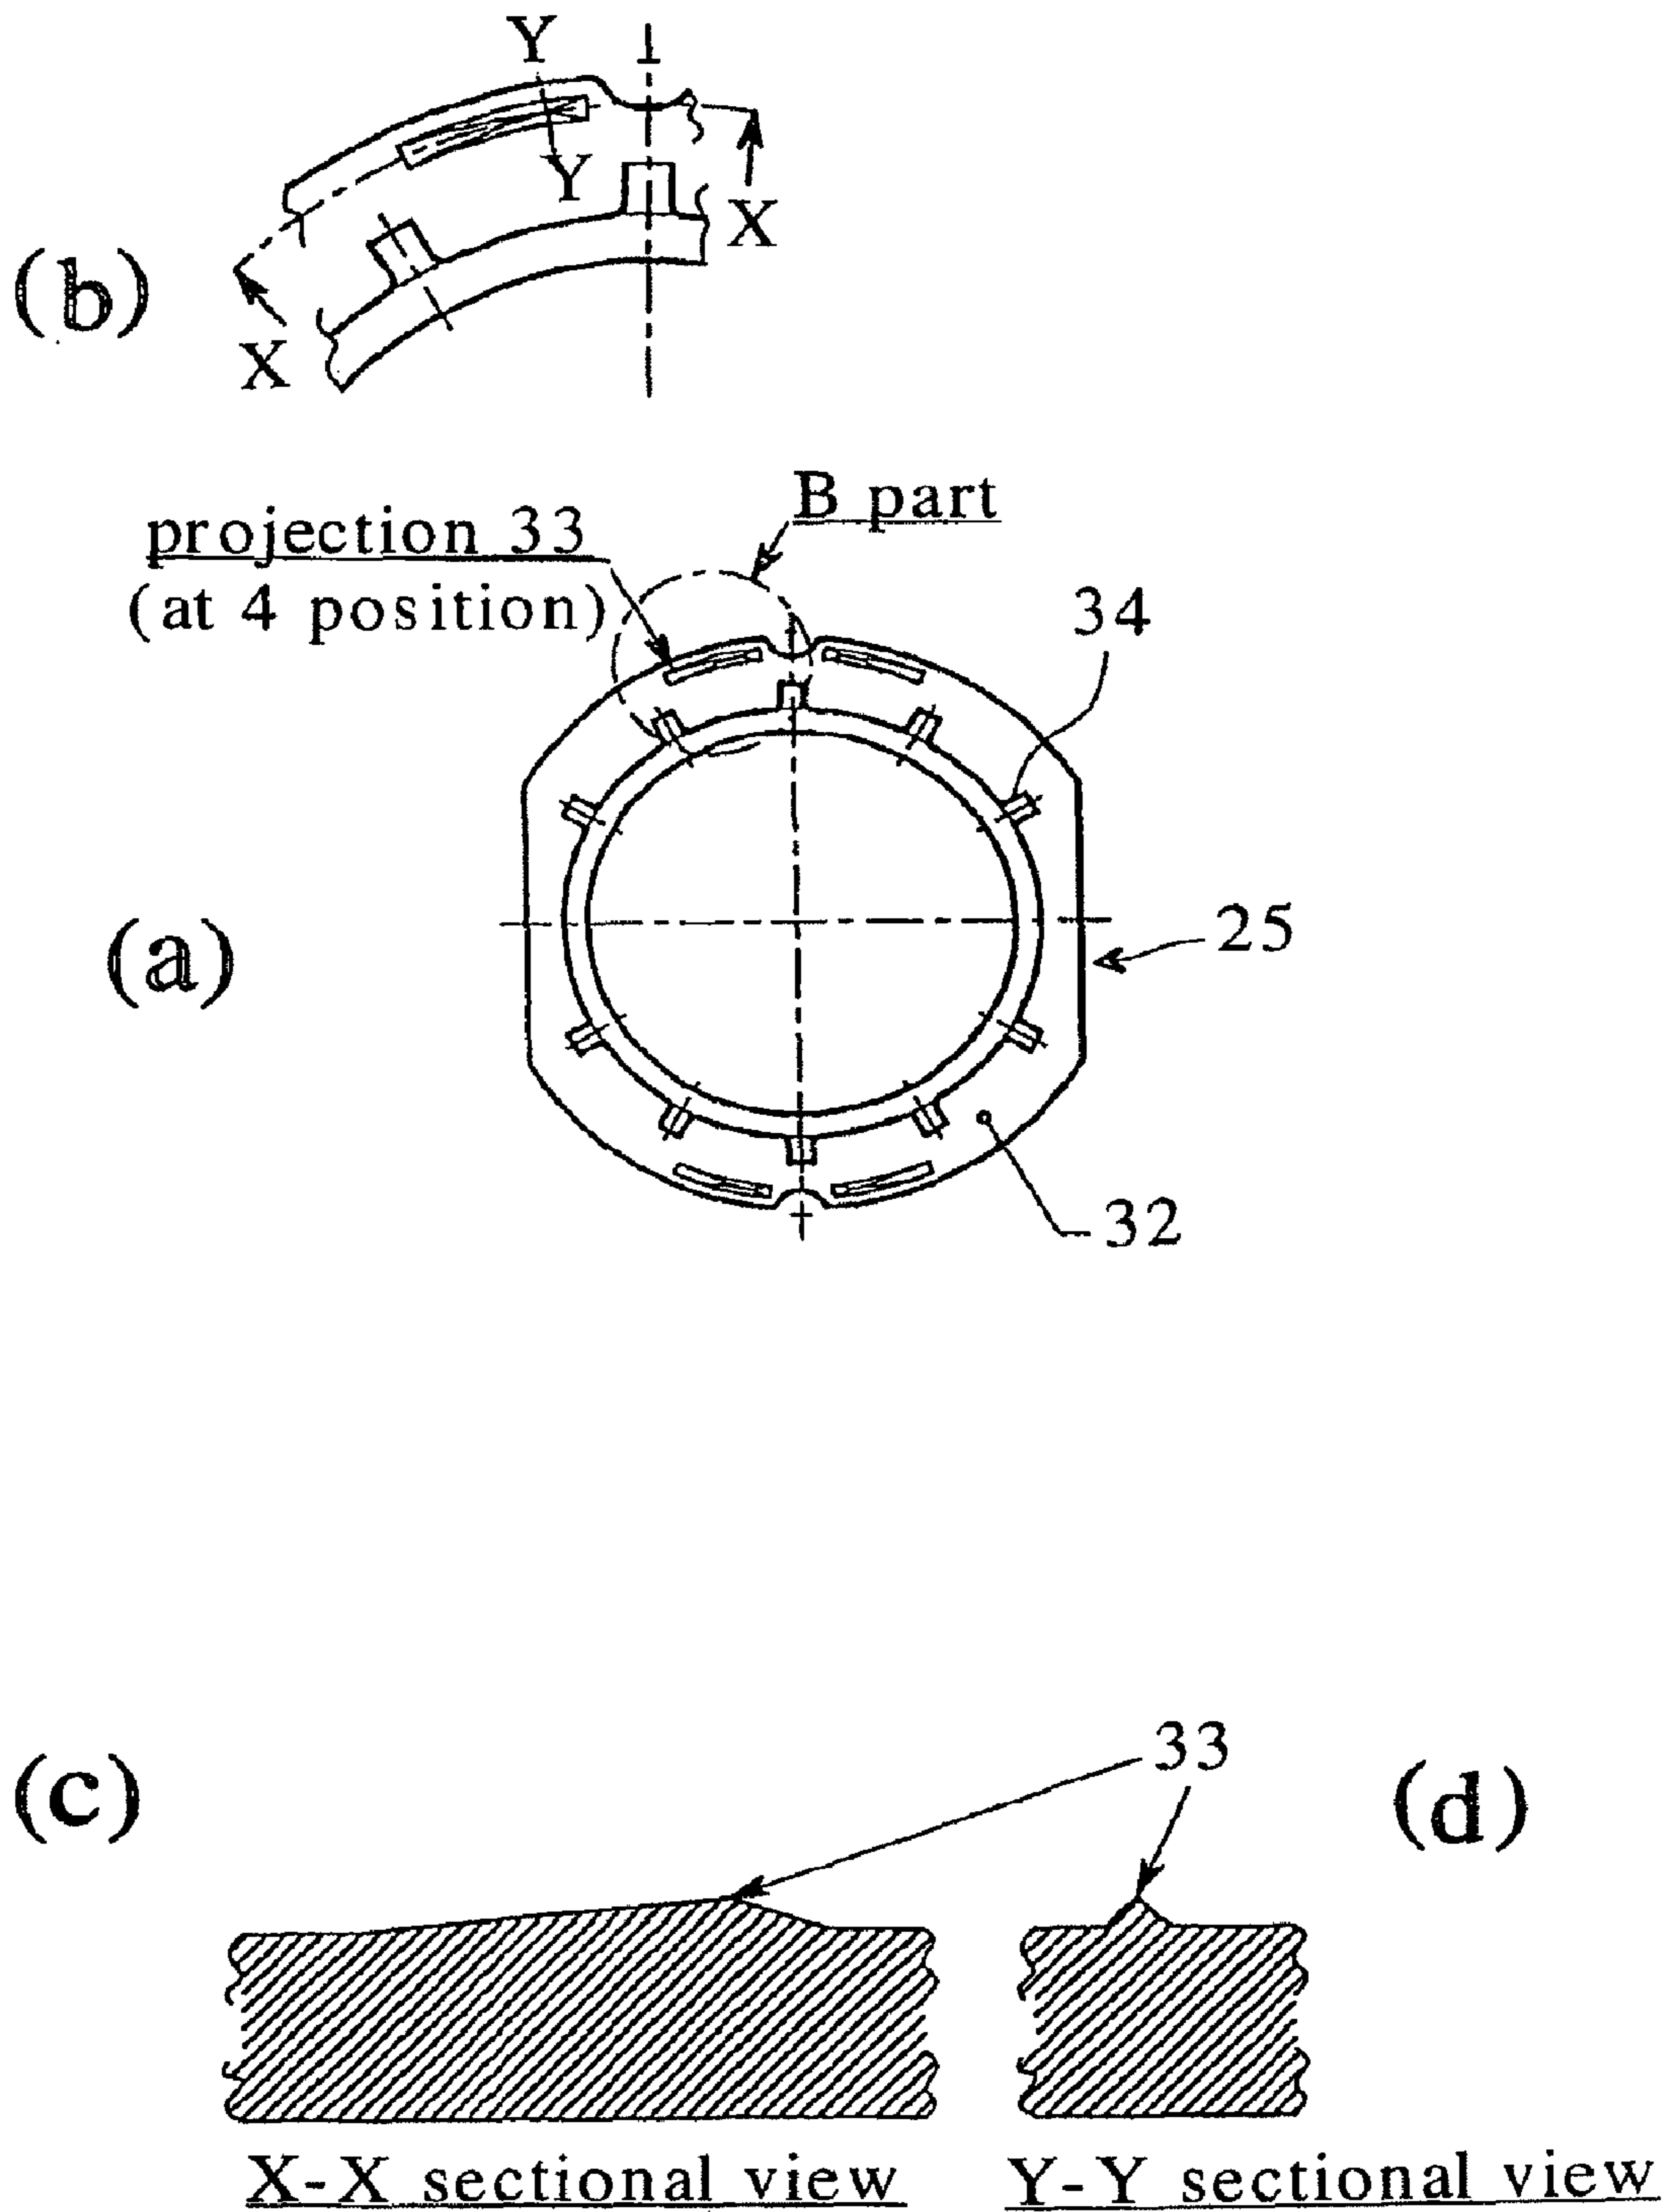 Y
Y
X
(b)
X
B part
projection 33
(at 4 position)
34
(a)
25
32
33
(c)
(d)
X-X sectional view
Y-Y sectional view